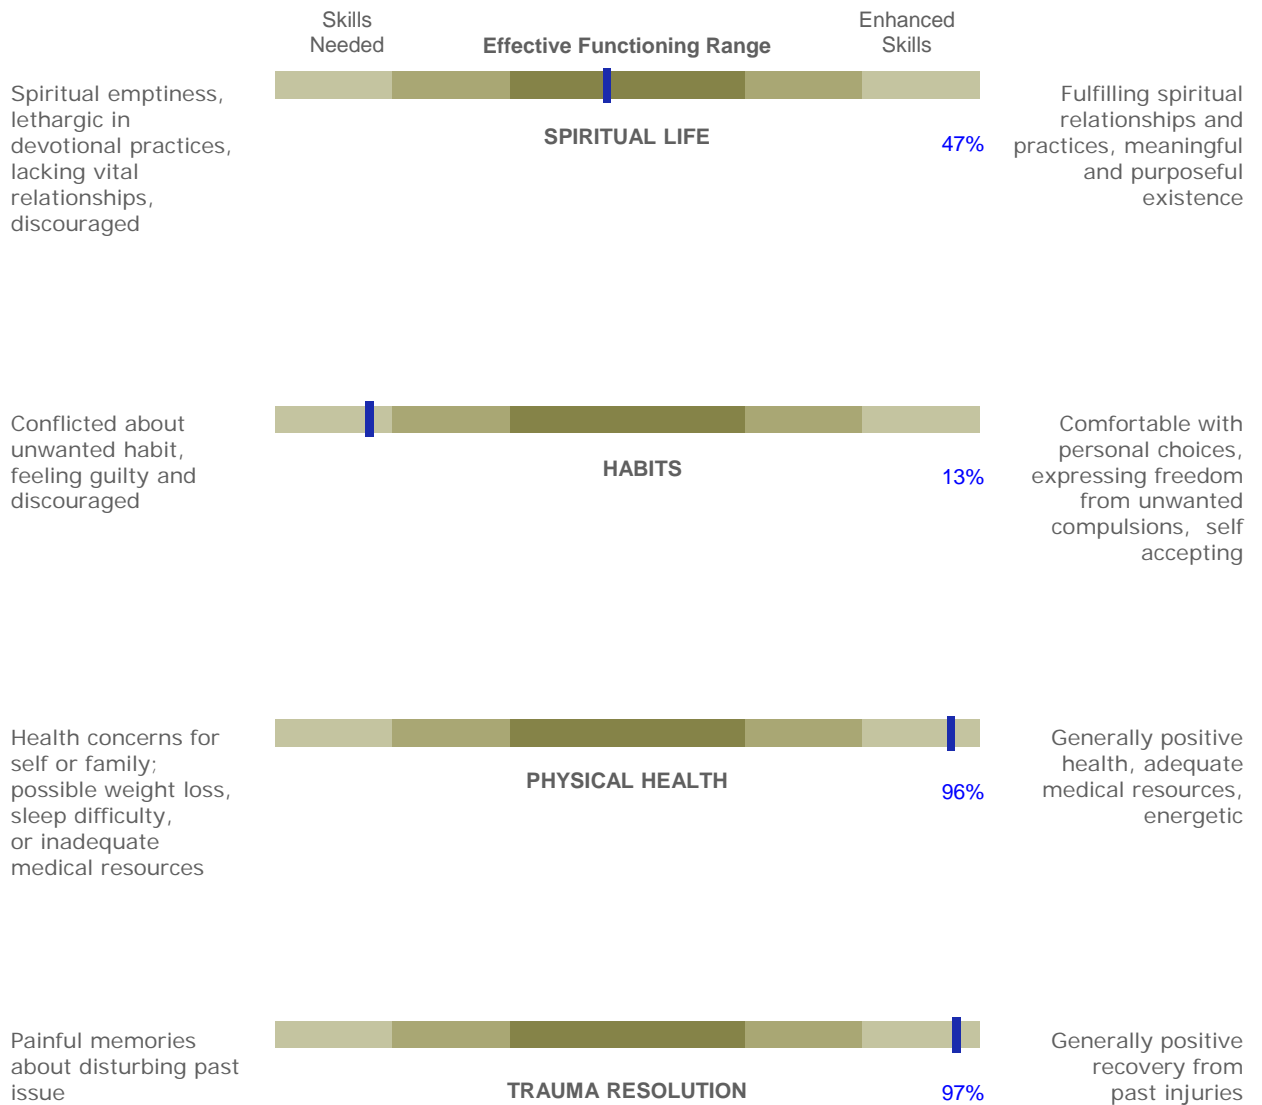 Skills
Needed
Effective Functioning Range
Enhanced
Skills
Spiritual emptiness,
lethargic in
devotional practices,
lacking vital
relationships,
discouraged
SPIRITUAL LIFE
47%
Fulfilling spiritual
relationships and
practices, meaningful
and purposeful
existence
Conflicted about
unwanted habit,
feeling guilty and
discouraged
HABITS
13%
Comfortable with
personal choices,
expressing freedom
from unwanted
compulsions, self
accepting
Health concerns for
self or family;
possible weight loss,
sleep difficulty,
or inadequate
medical resources
PHYSICAL HEALTH
96%
Generally positive
health, adequate
medical resources,
energetic
Painful memories
about disturbing past
issue
TRAUMA RESOLUTION
97%
Generally positive
recovery from
past injuries